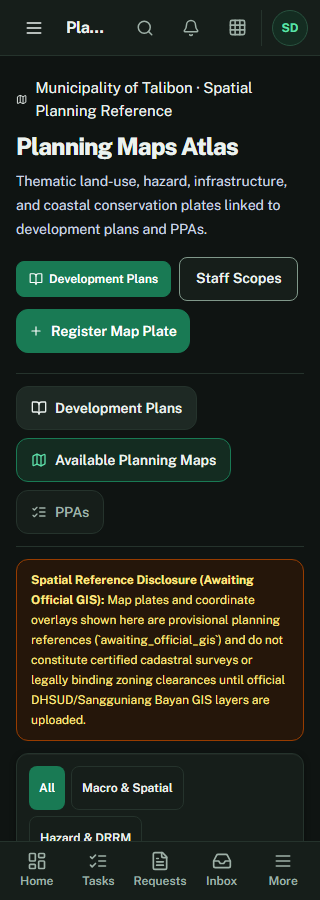 Pla...
SD
Municipality of Talibon · Spatial
Planning Reference
Planning Maps Atlas
Thematic land-use, hazard, infrastructure,
and coastal conservation plates linked to
development plans and PPAs.
Development Plans
Staff Scopes
+ Register Map Plate
Development Plans
Available Planning Maps
PPAs
Spatial Reference Disclosure (Awaiting
Official GIS): Map plates and coordinate
overlays shown here are provisional planning
references (`awaiting_official_gis`) and do not
constitute certified cadastral surveys or
legally binding zoning clearances until official
DHSUD/Sangguniang Bayan GIS layers are
uploaded.
All
Macro & Spatial
Hazard & DRRM
Home
Tasks
Requests
Inbox
More